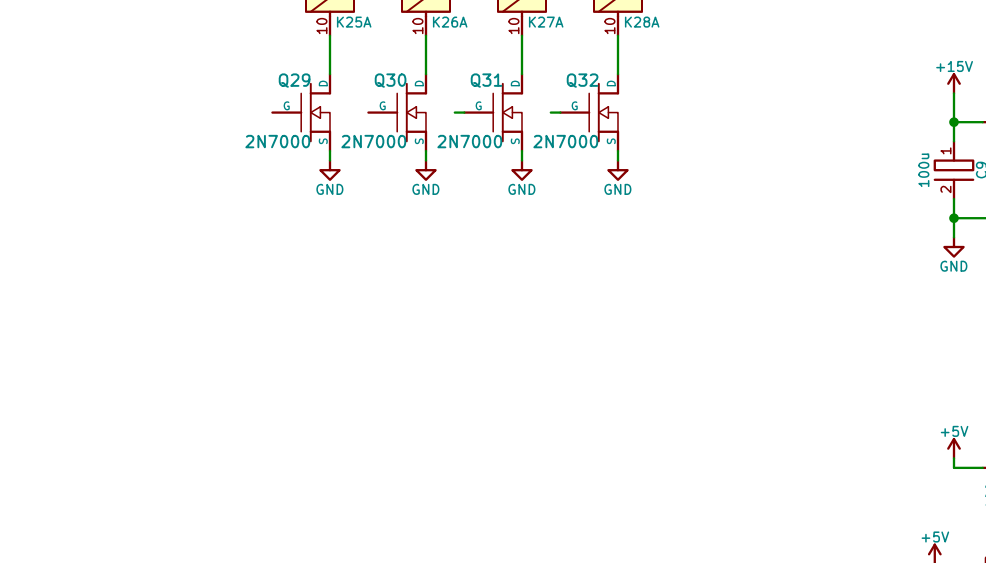 10 K25A 10 K26A 10 K27A 10 K28A
Q29 D Q30 D Q31 D Q32 D
G G G G
2N7000 S 2N7000 S 2N7000 S 2N7000 S
GND GND GND GND
+15V
1
100u
C9
2
GND
+5V
+5V